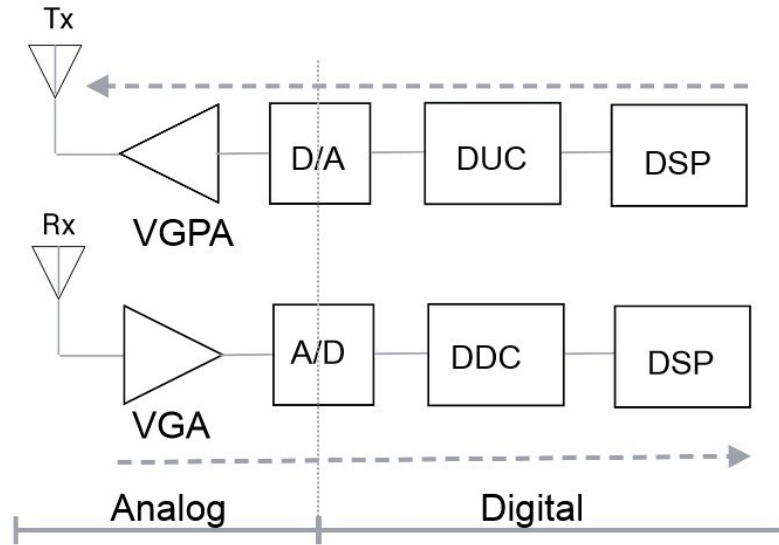 Tx
D/A
DUC
DSP
VGPA
Rx
A/D
DDC
DSP
VGA
Analog
Digital